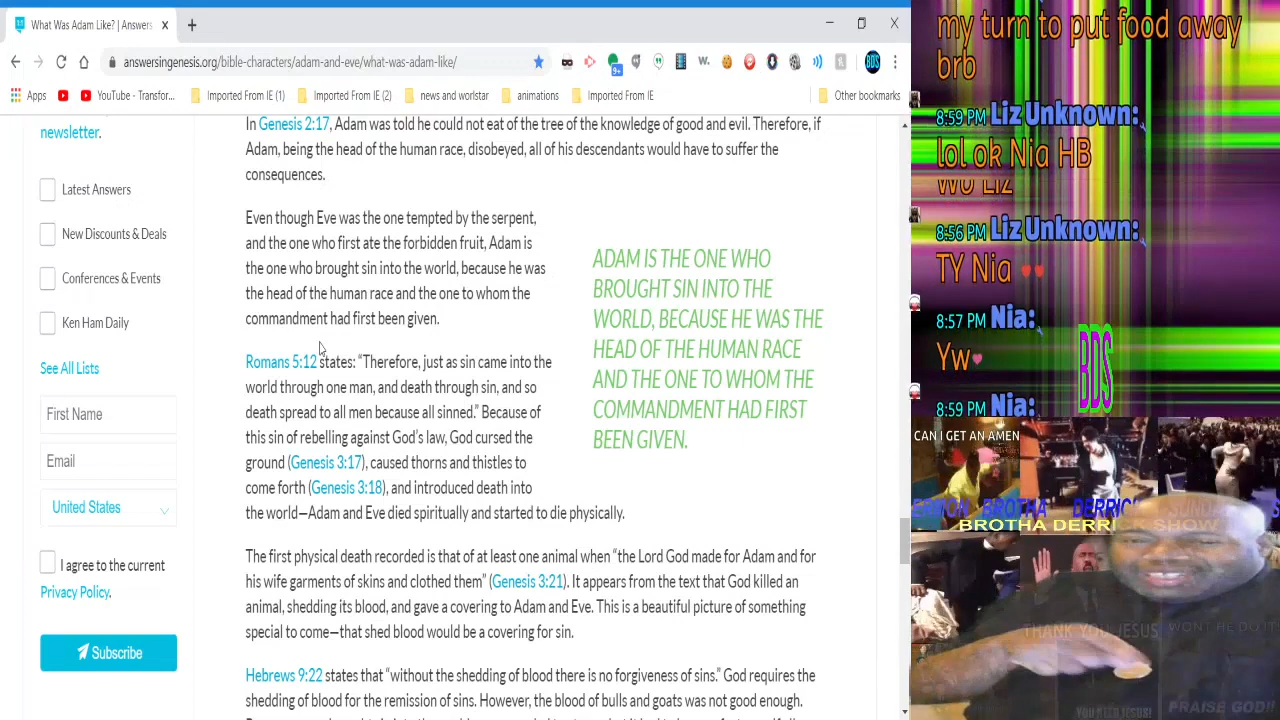 What Was Adam Like? | Answers
answersingenesis.org/bible-characters/adam-and-eve/what-was-adam-like/
9+
W.
BDS
Apps
YouTube - Transfor...
Imported From IE (1)
Imported From IE (2)
news and worlstar
animations
Imported From IE
Other bookmarks
newsletter.
Latest Answers
New Discounts & Deals
Conferences & Events
Ken Ham Daily
See All Lists
First Name
Email
United States
I agree to the current
Privacy Policy.
Subscribe
In Genesis 2:17, Adam was told he could not eat of the tree of the knowledge of good and evil. Therefore, if
Adam, being the head of the human race, disobeyed, all of his descendants would have to suffer the
consequences.
Even though Eve was the one tempted by the serpent,
and the one who first ate the forbidden fruit, Adam is
the one who brought sin into the world, because he was
the head of the human race and the one to whom the
commandment had first been given.
ADAM IS THE ONE WHO
BROUGHT SIN INTO THE
WORLD, BECAUSE HE WAS THE
HEAD OF THE HUMAN RACE
AND THE ONE TO WHOM THE
COMMANDMENT HAD FIRST
BEEN GIVEN.
Romans 5:12 states: “Therefore, just as sin came into the
world through one man, and death through sin, and so
death spread to all men because all sinned.” Because of
this sin of rebelling against God’s law, God cursed the
ground (Genesis 3:17), caused thorns and thistles to
come forth (Genesis 3:18), and introduced death into
the world—Adam and Eve died spiritually and started to die physically.
The first physical death recorded is that of at least one animal when “the Lord God made for Adam and for
his wife garments of skins and clothed them” (Genesis 3:21). It appears from the text that God killed an
animal, shedding its blood, and gave a covering to Adam and Eve. This is a beautiful picture of something
special to come—that shed blood would be a covering for sin.
Hebrews 9:22 states that “without the shedding of blood there is no forgiveness of sins.” God requires the
shedding of blood for the remission of sins. However, the blood of bulls and goats was not good enough.
my turn to put food away
brb
8:59 PM Liz Unknown:
lol ok Nia HB
WU LIZ
8:56 PM Liz Unknown:
TY Nia
8:57 PM Nia:
Yw
BDS
8:59 PM Nia:
CAN I GET AN AMEN
BROTHA DERRIC
BROTHA DERRICK SHOW
THANK YOU JESUS
WONT HE DO IT
PRAISE GOD!!